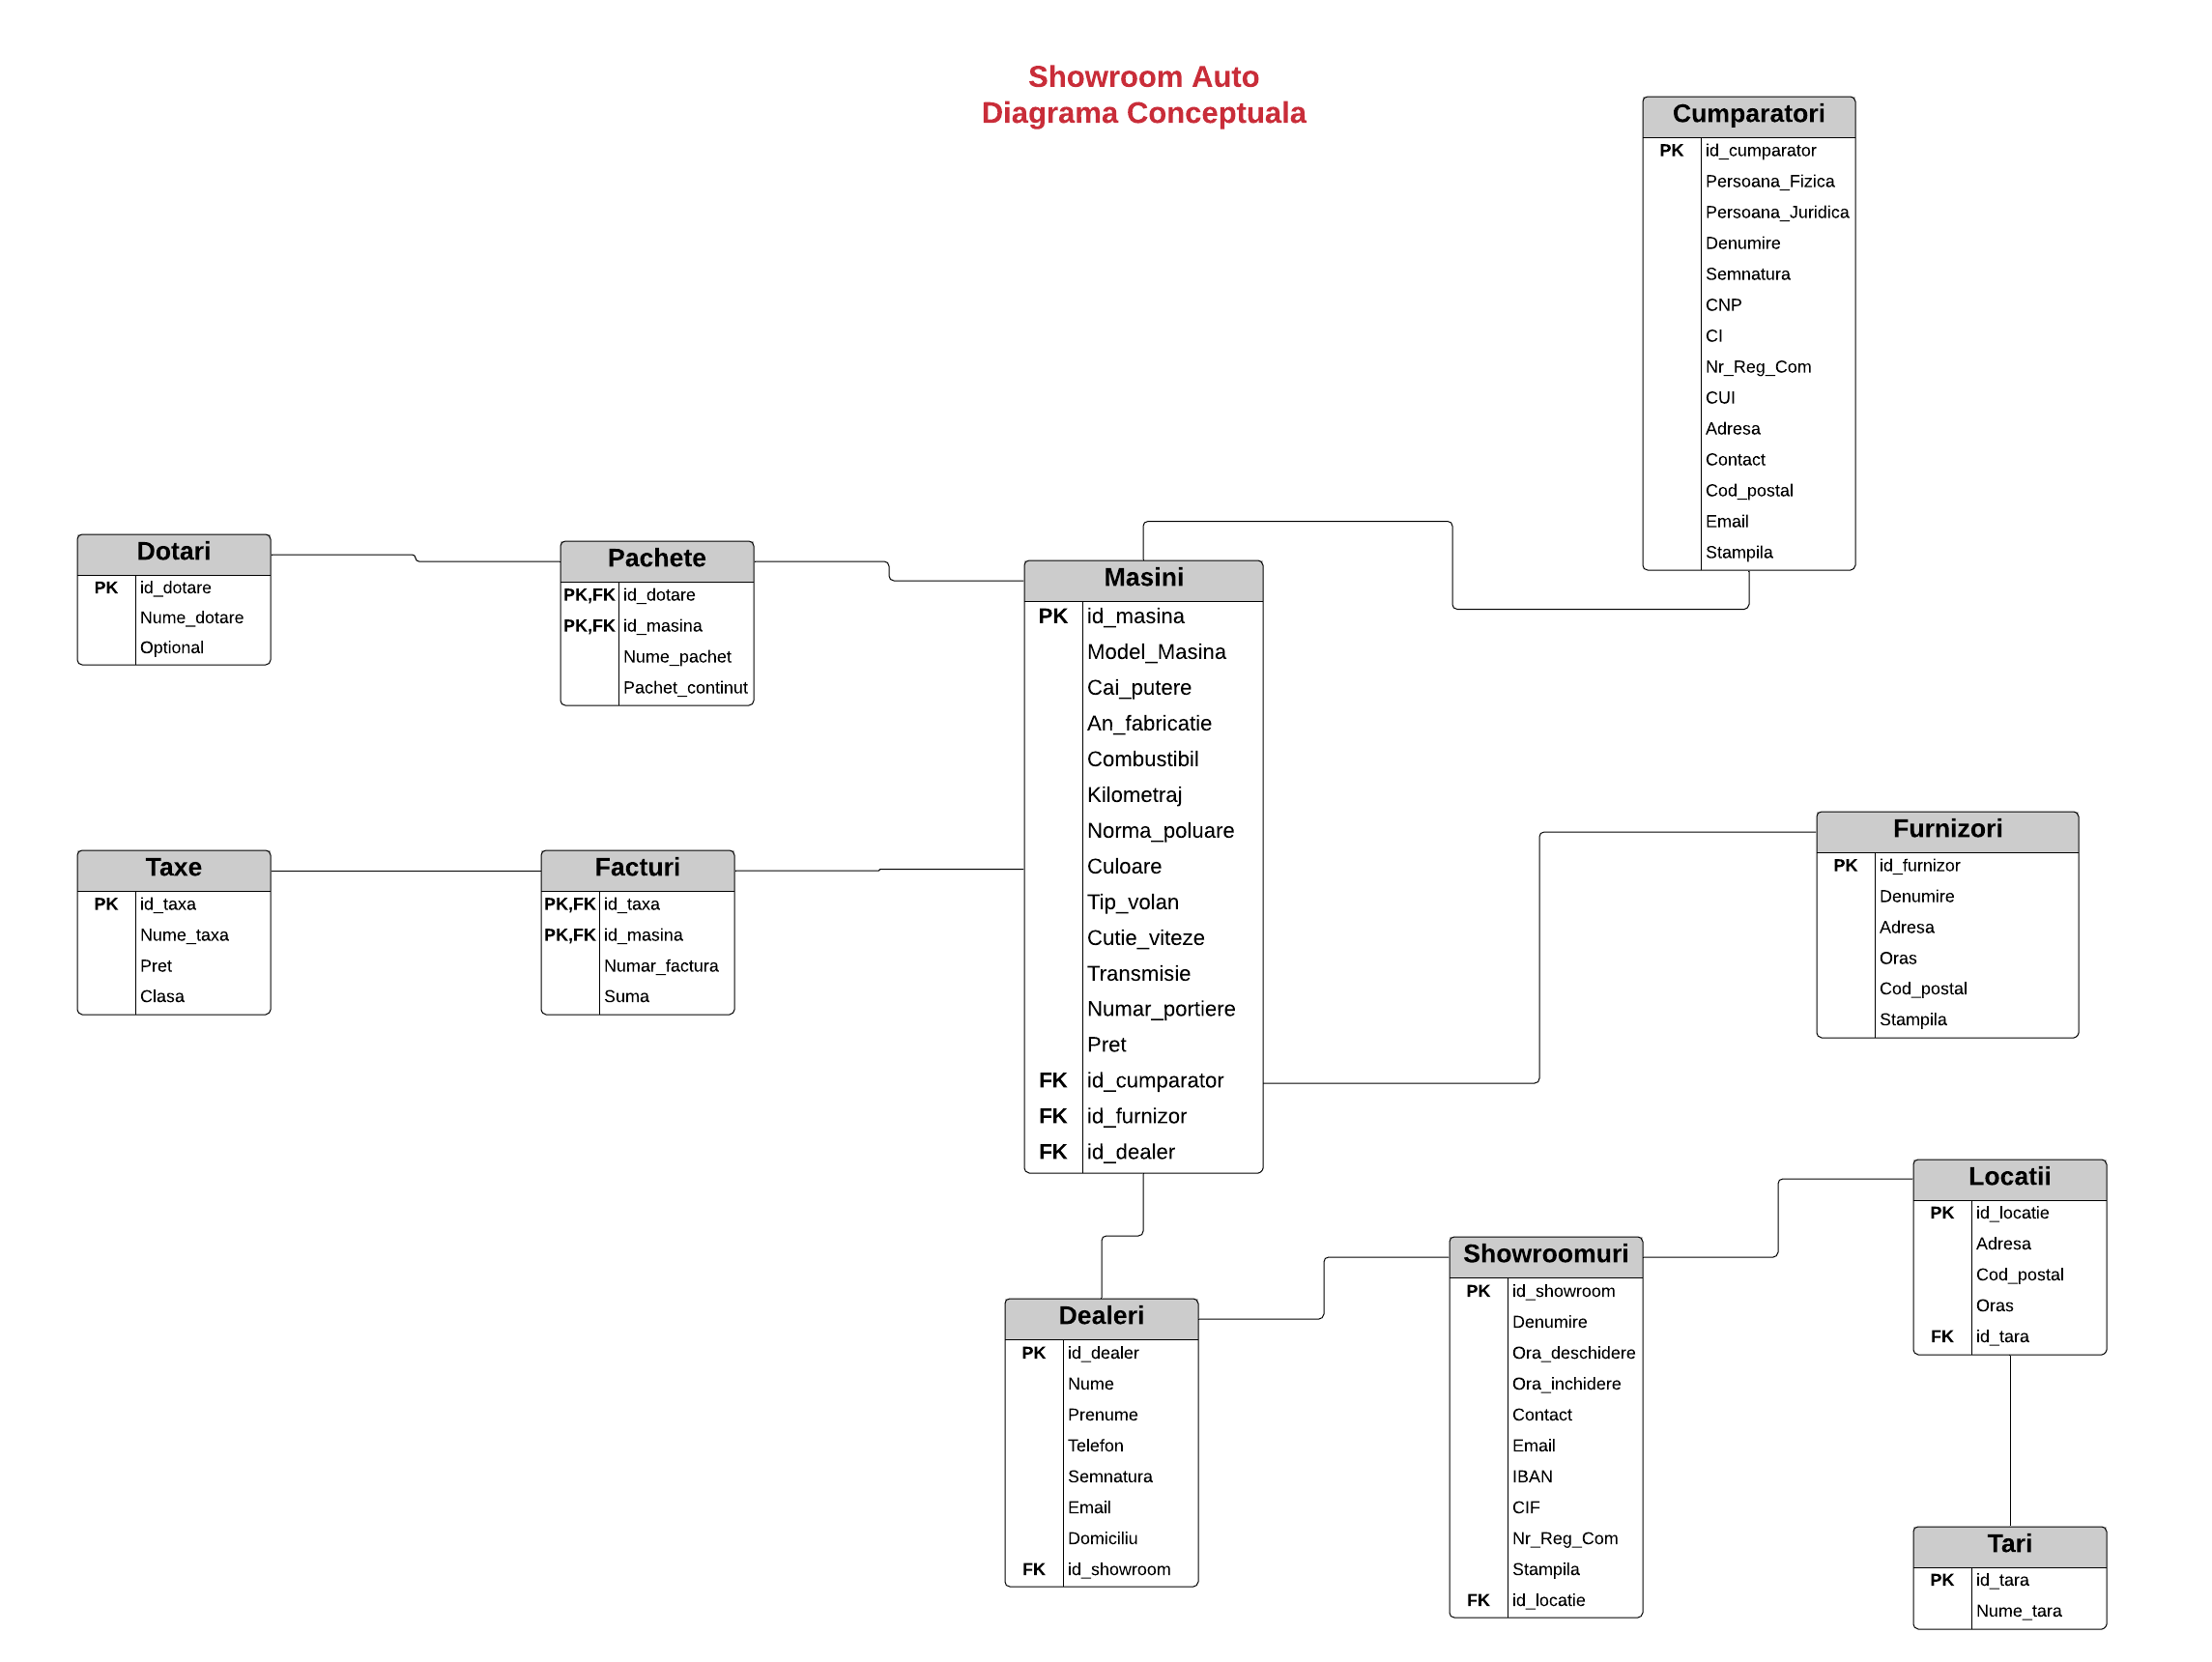 Showroom Auto
Diagrama Conceptuala
Cumparatori
PK id_cumparator
Persoana_Fizica
Persoana_Juridica
Denumire
Semnatura
CNP
CI
Nr_Reg_Com
CUI
Adresa
Contact
Cod_postal
Email
Stampila
Dotari
PK id_dotare
Nume_dotare
Optional
Pachete
PK,FK id_dotare
PK,FK id_masina
Nume_pachet
Pachet_continut
Masini
PK id_masina
Model_Masina
Cai_putere
An_fabricatie
Combustibil
Kilometraj
Norma_poluare
Culoare
Tip_volan
Cutie_viteze
Transmisie
Numar_portiere
Pret
FK id_cumparator
FK id_furnizor
FK id_dealer
Taxe
PK id_taxa
Nume_taxa
Pret
Clasa
Facturi
PK,FK id_taxa
PK,FK id_masina
Numar_factura
Suma
Furnizori
PK id_furnizor
Denumire
Adresa
Oras
Cod_postal
Stampila
Locatii
PK id_locatie
Adresa
Cod_postal
Oras
FK id_tara
Showroomuri
PK id_showroom
Denumire
Ora_deschidere
Ora_inchidere
Contact
Email
IBAN
CIF
Nr_Reg_Com
Stampila
FK id_locatie
Dealeri
PK id_dealer
Nume
Prenume
Telefon
Semnatura
Email
Domiciliu
FK id_showroom
Tari
PK id_tara
Nume_tara